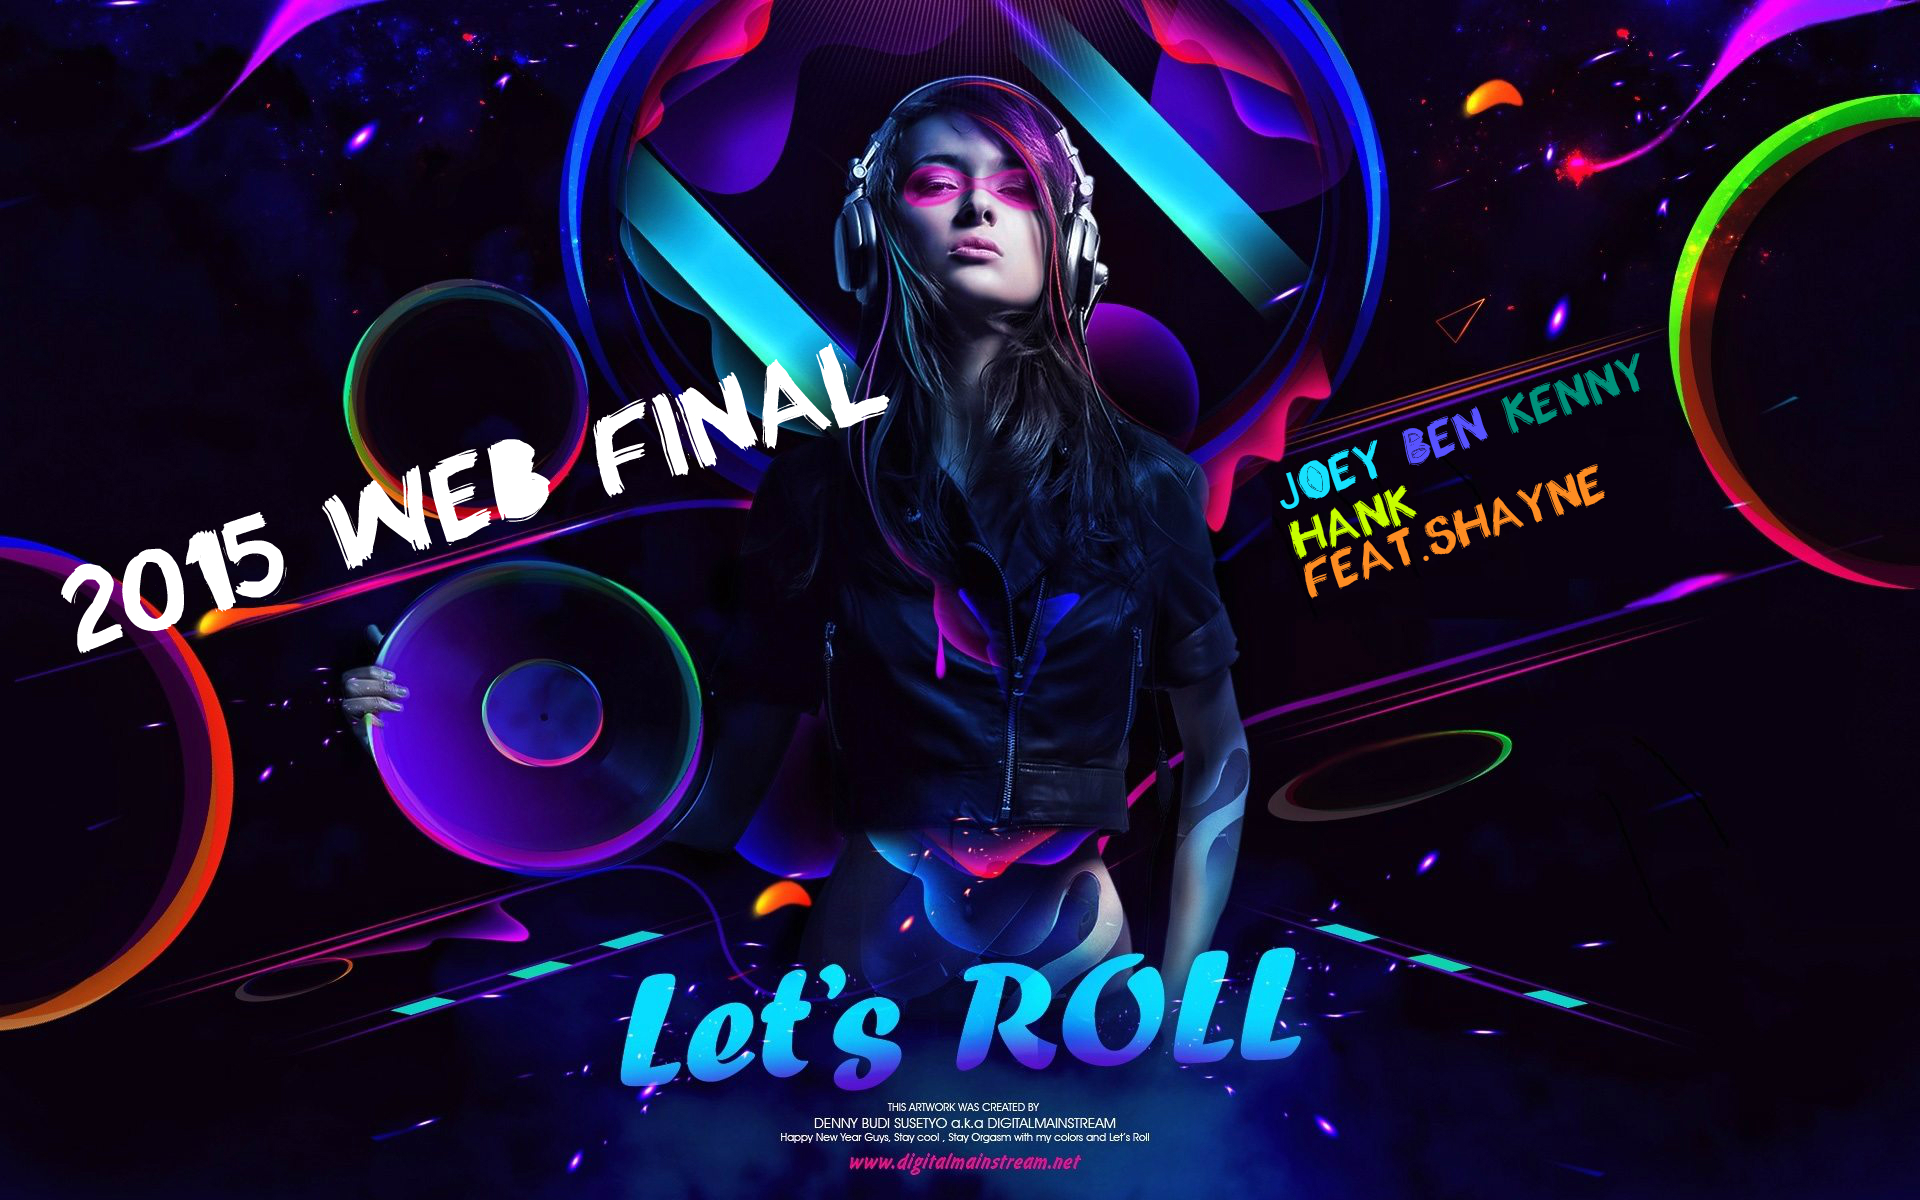 2015 WEB FINAL
JOEY BEN KENNY
HANK
FEAT.SHAYNE
Let's ROLL
THIS ARTWORK WAS CREATED BY
DENNY BUDI SUSETYO a.k.a DIGITALMAINSTREAM
Happy New Year Guys, Stay cool , Stay Orgasm with my colors and Let's Roll
www.digitalmainstream.net